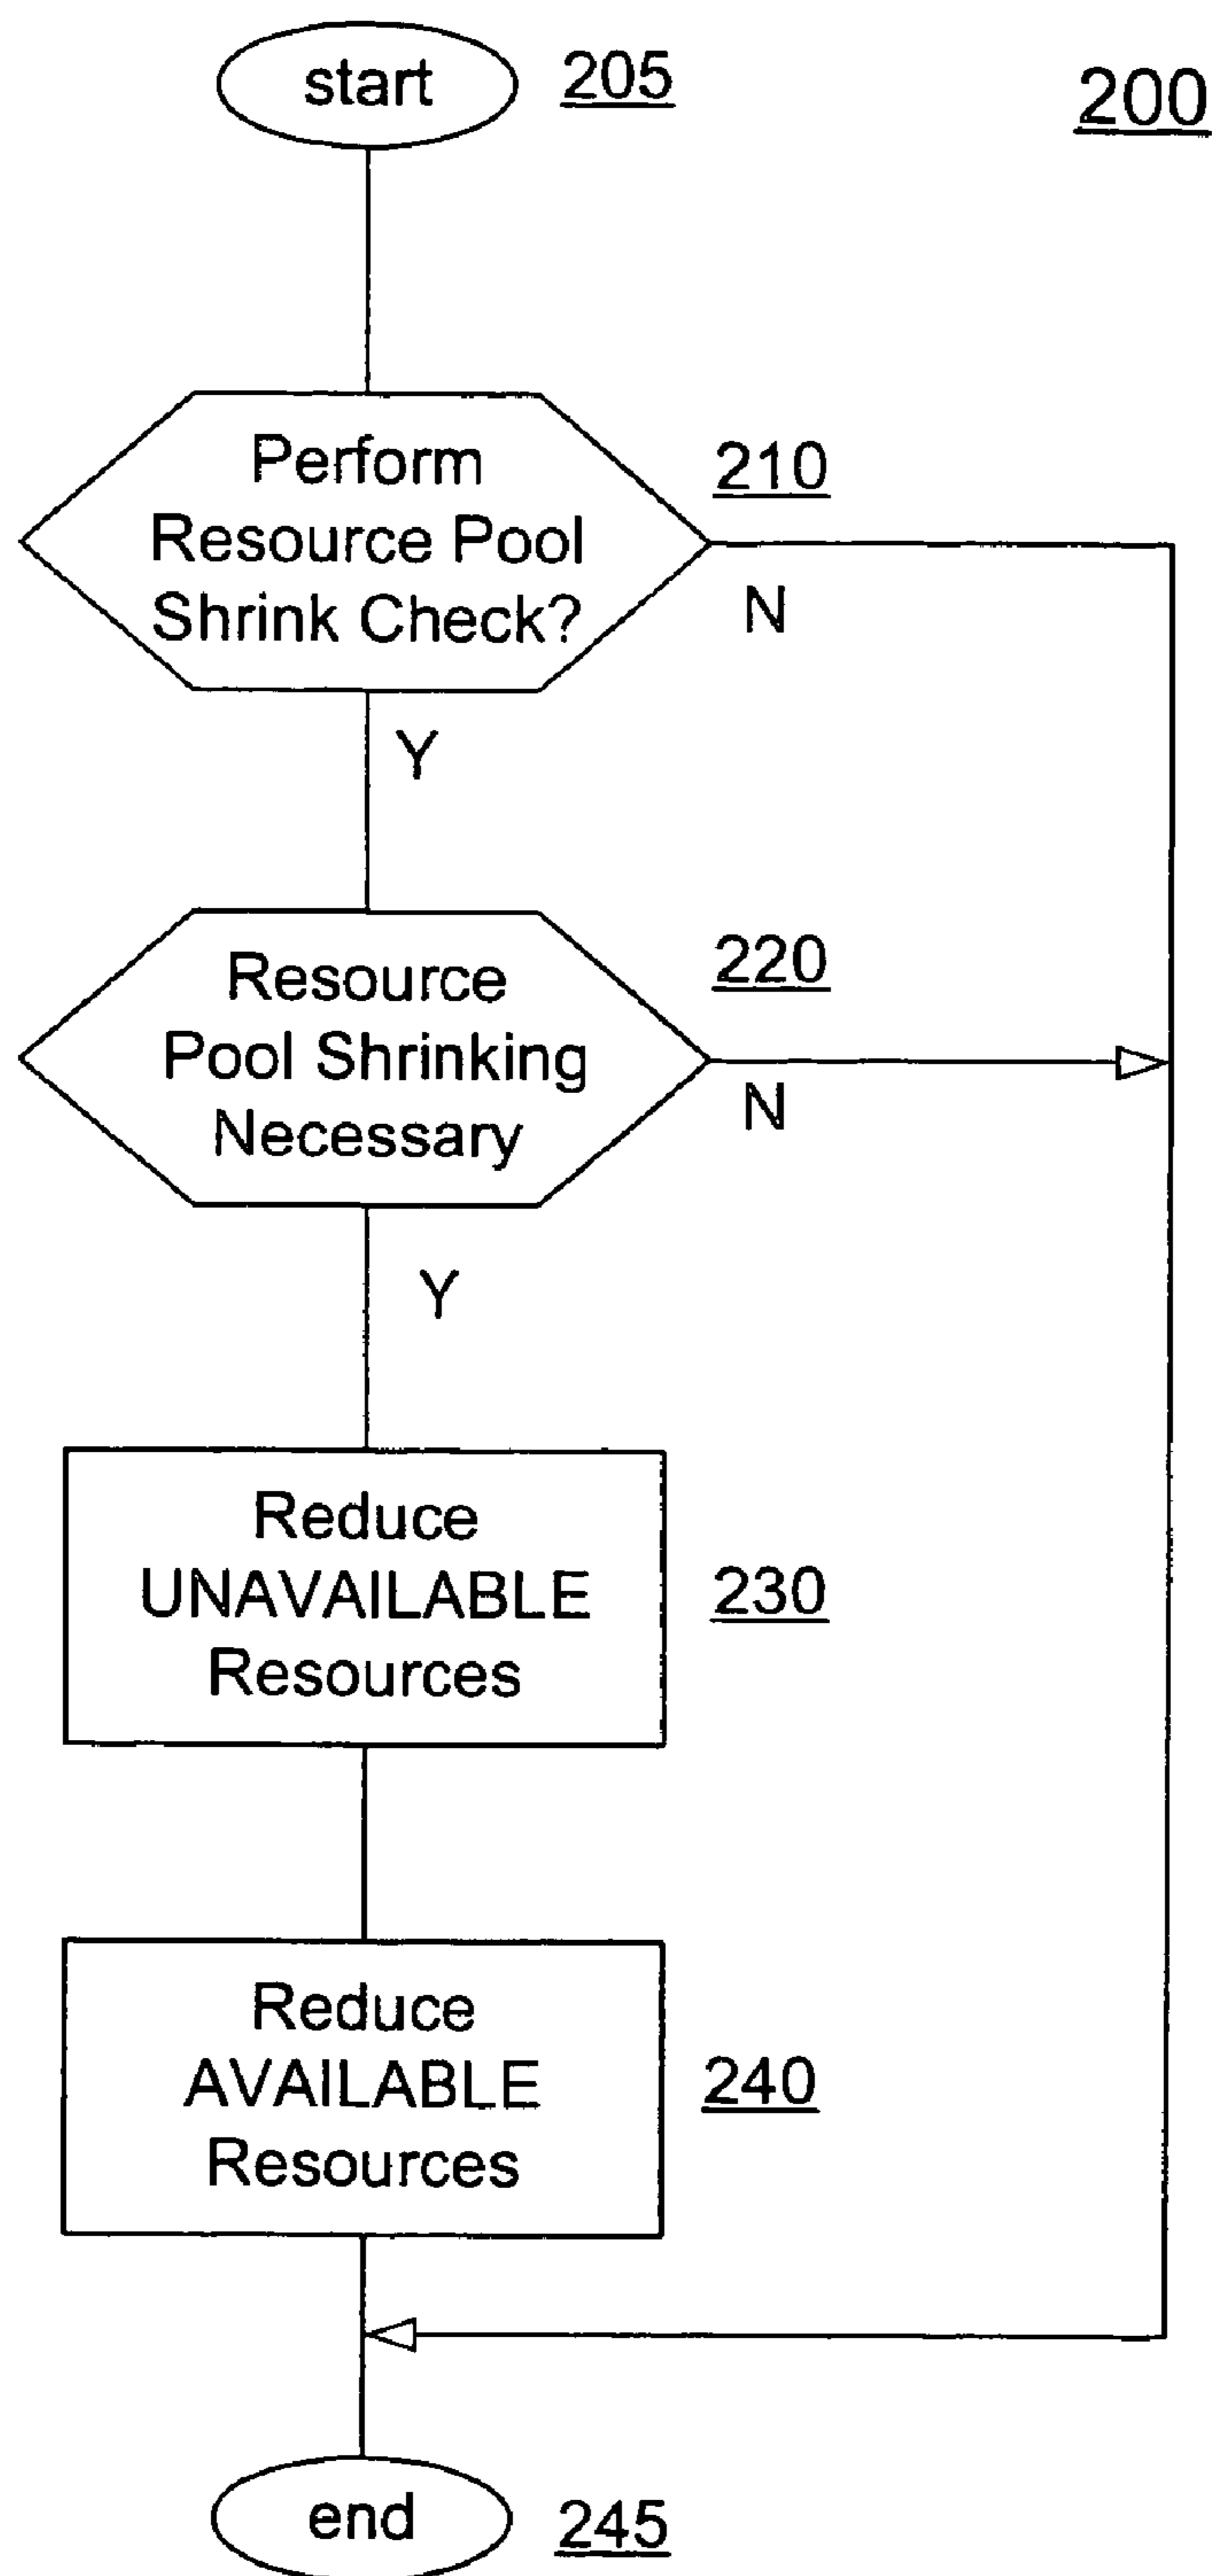 start 205
200
Perform
Resource Pool
Shrink Check?
210
N
Y
Resource
Pool Shrinking
Necessary
220
N
Y
Reduce
UNAVAILABLE
Resources
230
Reduce
AVAILABLE
Resources
240
end 245